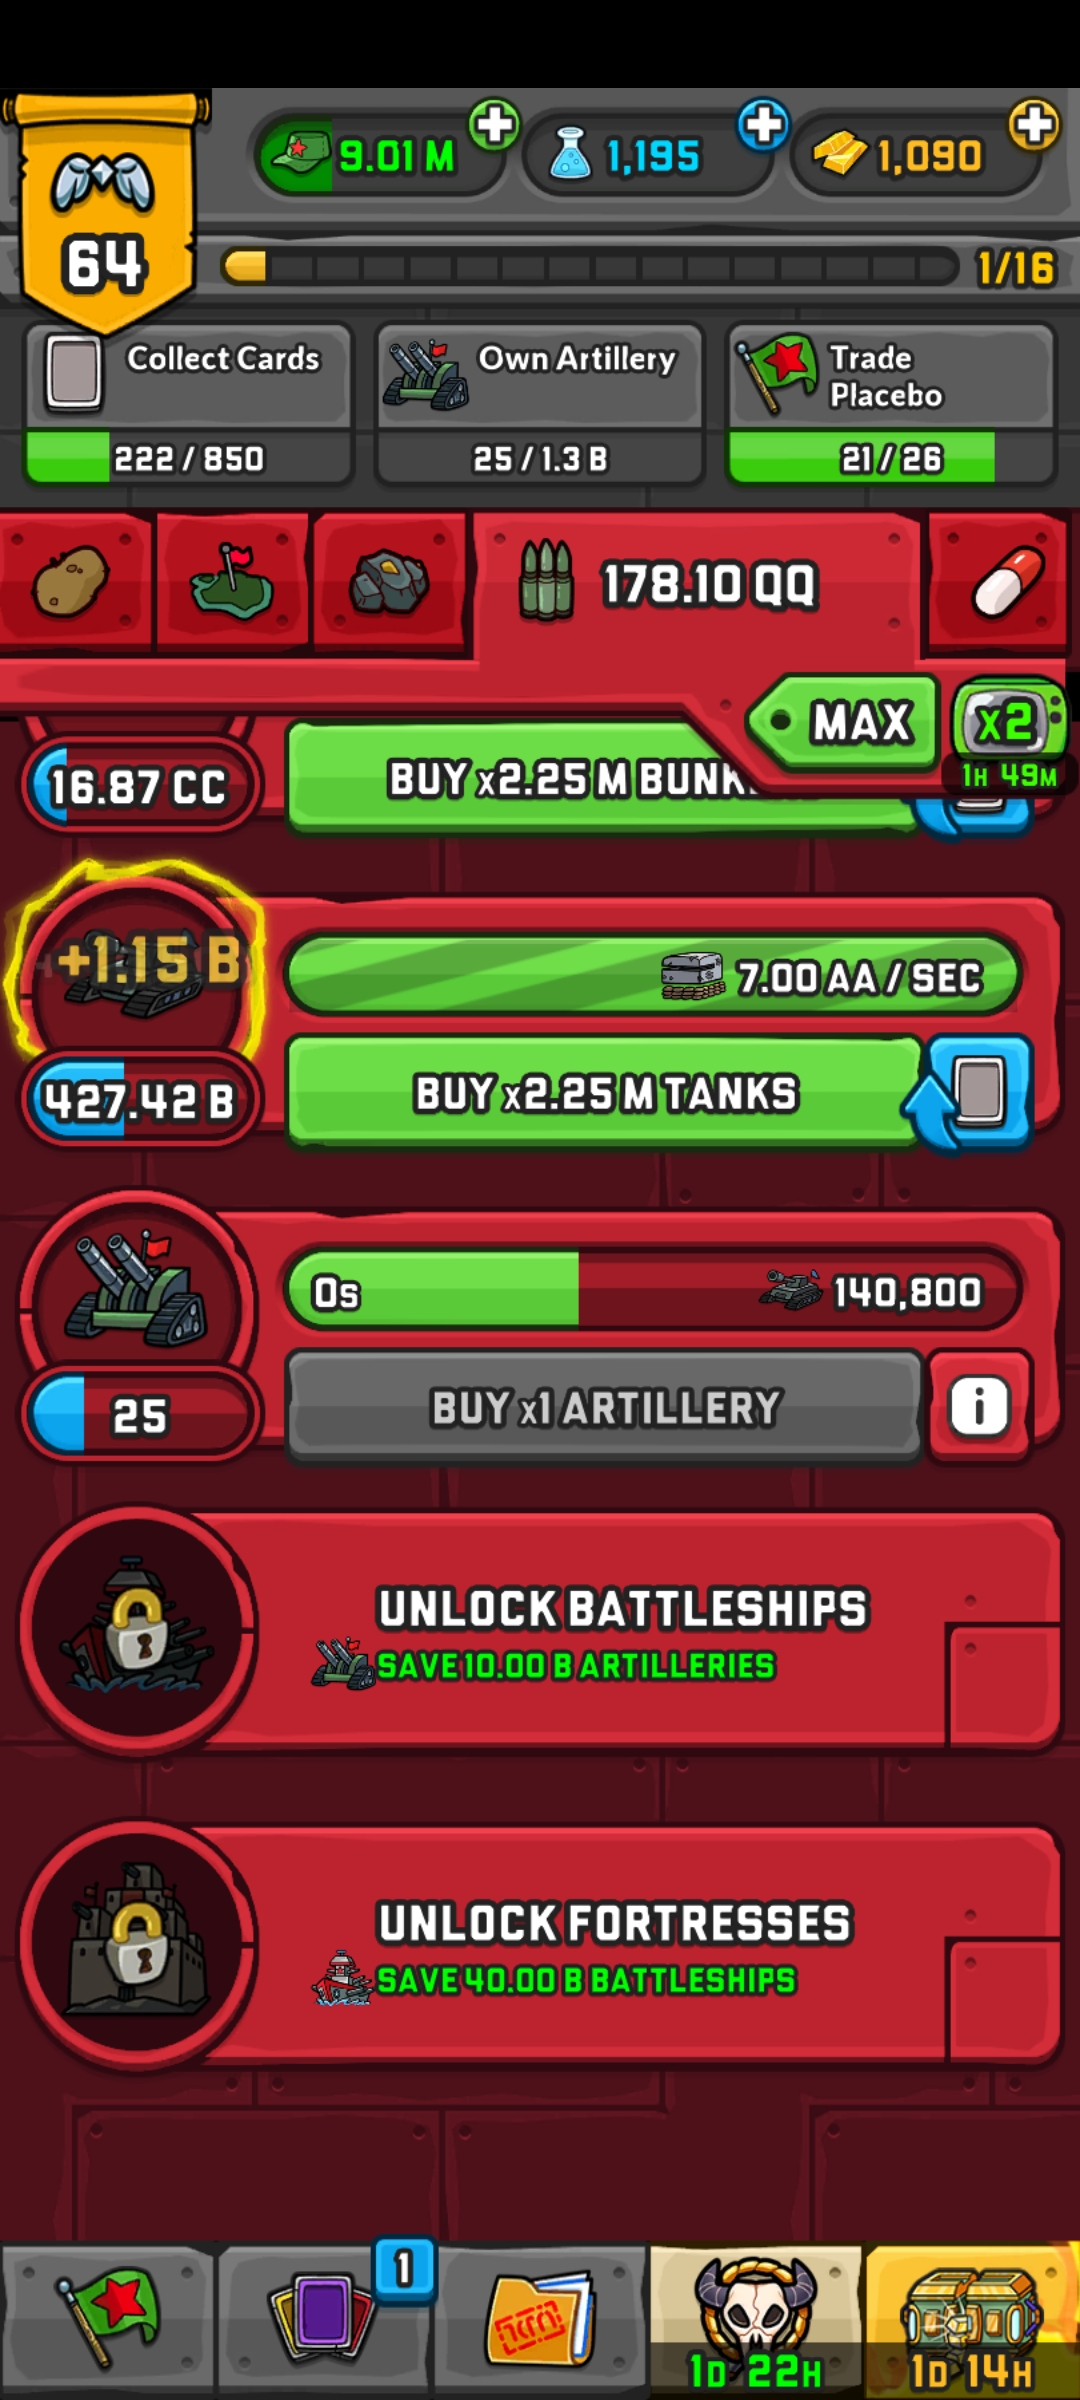 64
9.01 M
1,195
1,090
1/16
Collect Cards
222 / 850
Own Artillery
25 / 1.3 B
Trade
Placebo
21 / 26
178.10 QQ
MAX
x2
1H 49M
16.87 CC
BUY x2.25 M
+1.15 B
7.00 AA / SEC
427.42 B
BUY x2.25 M TANKS
0s
140,800
25
BUY x1 ARTILLERY
i
UNLOCK BATTLESHIPS
SAVE 10.00 B ARTILLERIES
UNLOCK FORTRESSES
SAVE 40.00 B BATTLESHIPS
1
1D 22H
1D 14H